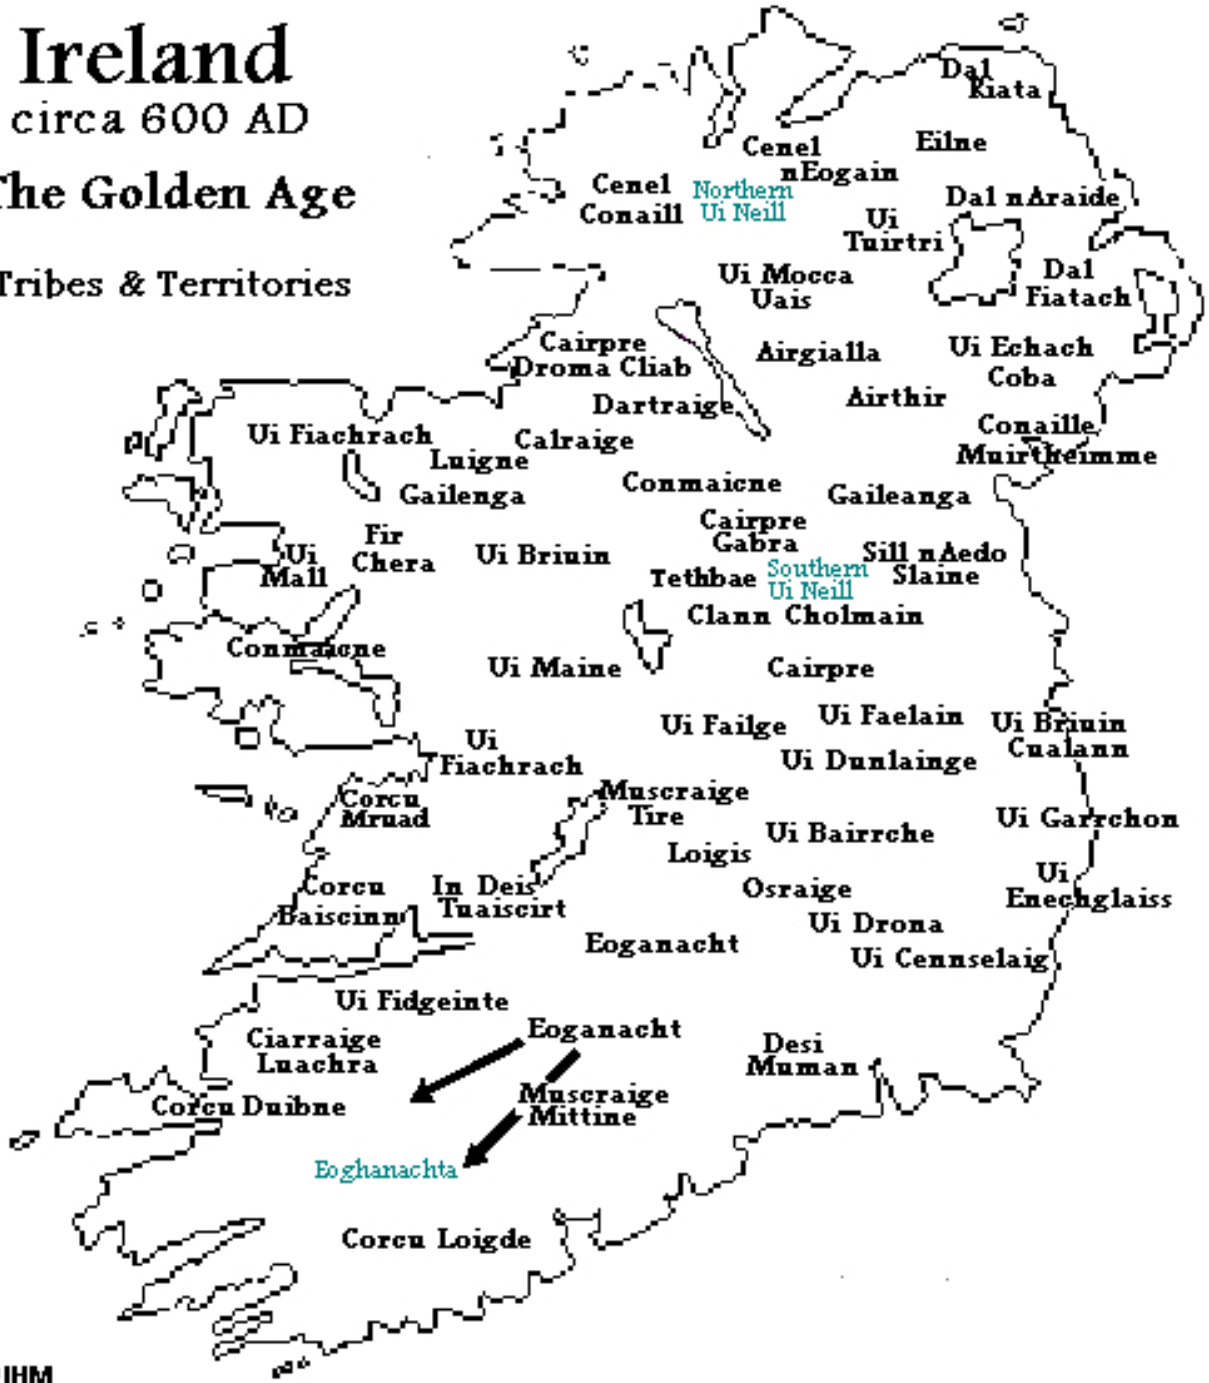 Ireland
circa 600 AD
The Golden Age
Tribes & Territories
Dal
Riata
Eilne
Cenel
nEogain
Cenel
Conaill
Northern
Ui Neill
Dal nAraide
Ui
Tuirtri
Ui Mocca
Uais
Dal
Fiatach
Cairpre
Droma Cliab
Airgialla
Ui Echach
Coba
Dartraige
Airthir
Conaille
Muirtheimme
Ui Fiachrach
Calraige
Luigne
Gailenga
Conmaicne
Gaileanga
Cairpre
Gabra
Fir
Chera
Ui
Mall
Ui Briuin
Sill nAedo
Slaine
Tethbae
Southern
Ui Neill
Clann Cholmain
Conmaicne
Ui Maine
Cairpre
Ui Failge
Ui Faelain
Ui Briuin
Cualann
Ui
Fiachrach
Ui Dunlainge
Corcu
Mruad
Muscraige
Tire
Ui Bairrche
Ui Garrchon
Loigis
Corcu
Baiscinn
In Deis
Tuaiscirt
Osraige
Ui
Enechglaiss
Ui Drona
Eoganacht
Ui Cennselaig
Ui Fidgeinte
Ciarraige
Luachra
Eoganacht
Desi
Muman
Corcu Duibne
Muscraige
Mittine
Eoghanachta
Corcu Loigde
IHM